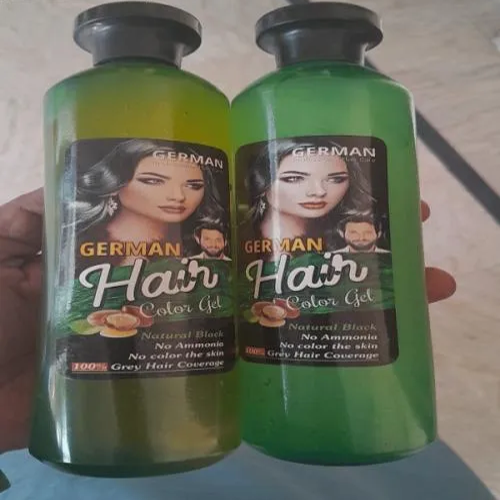 GERMAN
GERMAN
Hair
Color Gel
Natural Black
No Ammonia
No color the skin
100% Grey Hair Coverage
GERMAN
GERMAN
Hair
Color Gel
Natural Black
No Ammonia
No color the skin
100% Grey Hair Coverage